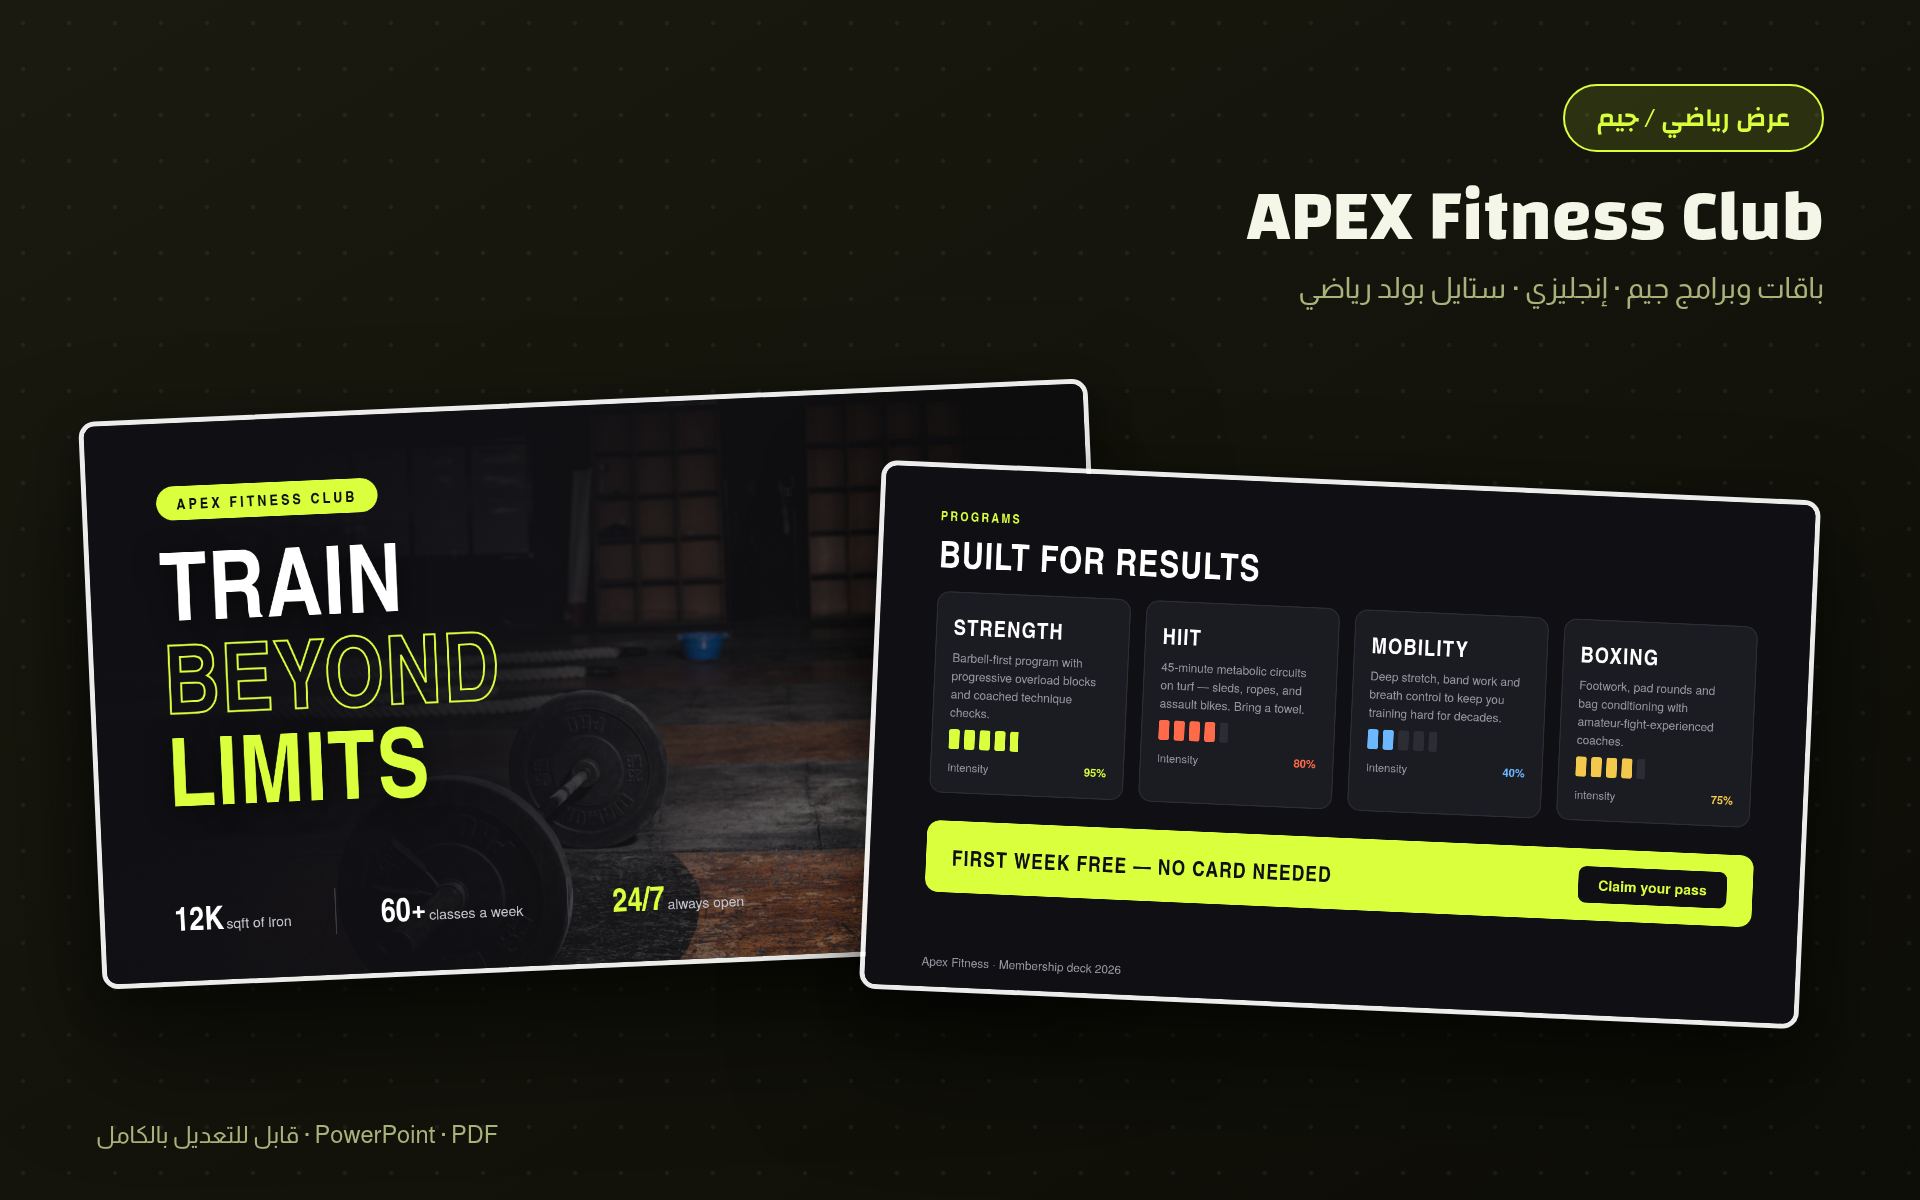 عرض رياضي / جيم
APEX Fitness Club
باقات وبرامج جيم · إنجليزي · ستايل بولد رياضي
APEX FITNESS CLUB
TRAIN
BEYOND
LIMITS
12K sqft of iron
60+ classes a week
24/7 always open
PROGRAMS
BUILT FOR RESULTS
STRENGTH
Barbell-first program with
progressive overload blocks
and coached technique
checks.
Intensity
95%
HIIT
45-minute metabolic circuits
on turf — sleds, ropes, and
assault bikes. Bring a towel.
Intensity
80%
MOBILITY
Deep stretch, band work and
breath control to keep you
training hard for decades.
Intensity
40%
BOXING
Footwork, pad rounds and
bag conditioning with
amateur-fight-experienced
coaches.
Intensity
75%
FIRST WEEK FREE — NO CARD NEEDED
Claim your pass
Apex Fitness · Membership deck 2026
قابل للتعديل بالكامل · PowerPoint · PDF